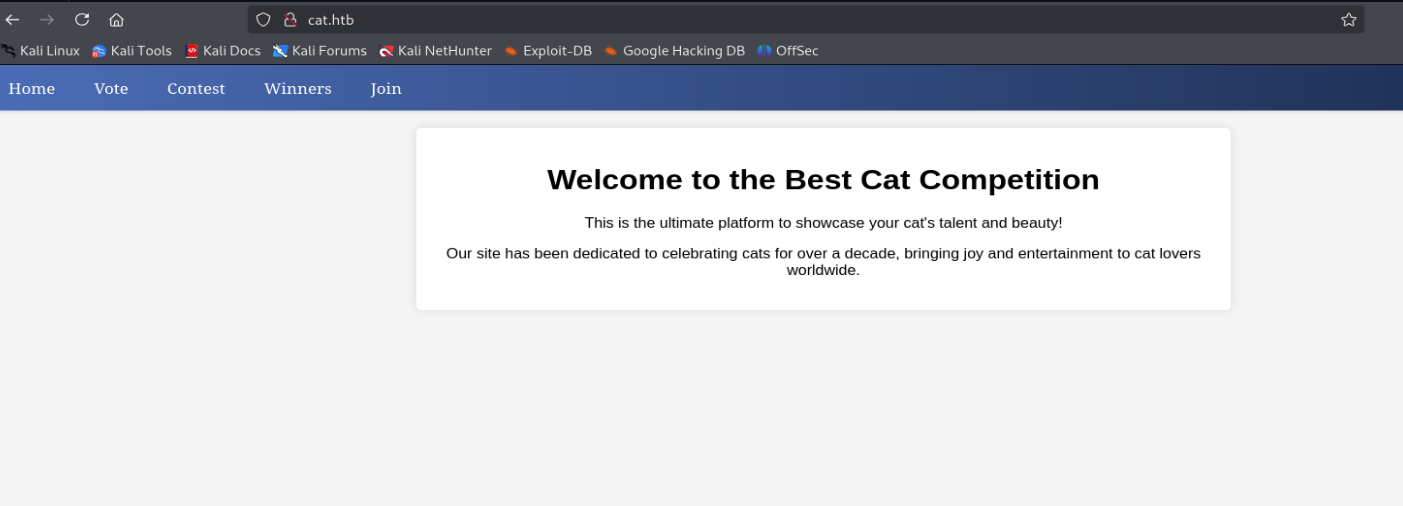 cat.htb
Kali Linux Kali Tools Kali Docs Kali Forums Kali NetHunter Exploit-DB Google Hacking DB OffSec
Home Vote Contest Winners Join
Welcome to the Best Cat Competition
This is the ultimate platform to showcase your cat's talent and beauty!
Our site has been dedicated to celebrating cats for over a decade, bringing joy and entertainment to cat lovers
worldwide.